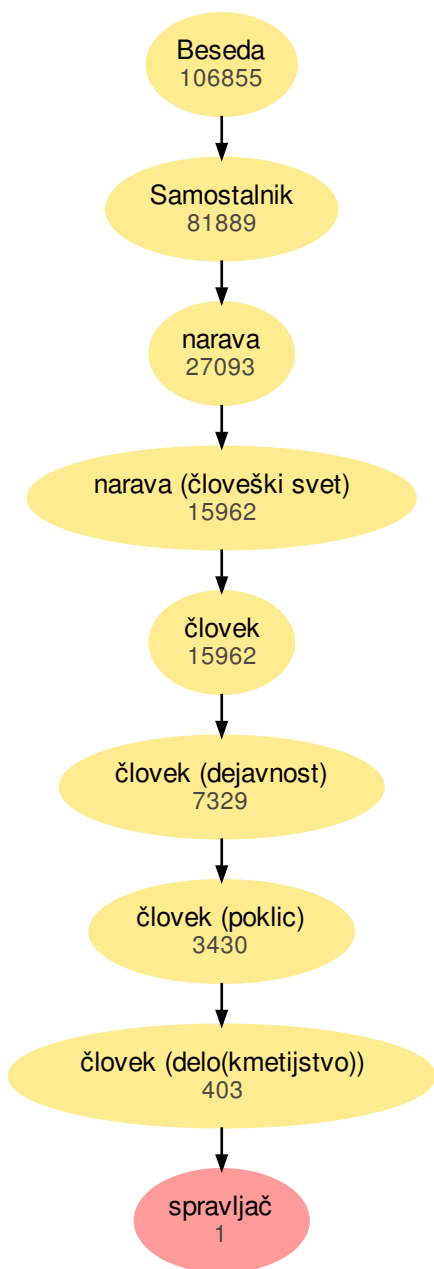 Beseda
106855
Samostalnik
81889
narava
27093
narava (človeški svet)
15962
človek
15962
človek (dejavnost)
7329
človek (poklic)
3430
človek (delo(kmetijstvo))
403
spravljač
1